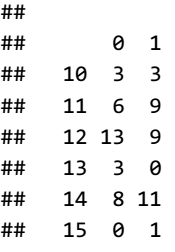 ##
##       0  1
##   10  3  3
##   11  6  9
##   12 13  9
##   13  3  0
##   14  8 11
##   15  0  1